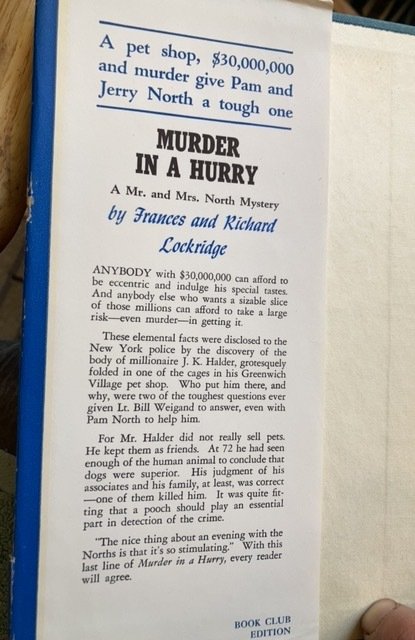 A pet shop, $30,000,000
and murder give Pam and
Jerry North a tough one
MURDER
IN A HURRY
A Mr. and Mrs. North Mystery
by Frances and Richard
Lockridge
ANYBODY with $30,000,000 can afford to
be eccentric and indulge his special tastes.
And anybody else who wants a sizable slice
of those millions can afford to take a large
risk—even murder—in getting it.
These elemental facts were disclosed to the
New York police by the discovery of the
body of millionaire J. K. Halder, grotesquely
folded in one of the cages in his Greenwich
Village pet shop. Who put him there, and
why, were two of the toughest questions ever
given Lt. Bill Weigand to answer, even with
Pam North to help him.
For Mr. Halder did not really sell pets.
He kept them as friends. At 72 he had seen
enough of the human animal to conclude that
dogs were superior. His judgment of his
associates and his family, at least, was correct
—one of them killed him. It was quite fit-
ting that a pooch should play an essential
part in detection of the crime.
"The nice thing about an evening with the
Norths is that it's so stimulating." With this
last line of Murder in a Hurry, every reader
will agree.
BOOK CLUB
EDITION